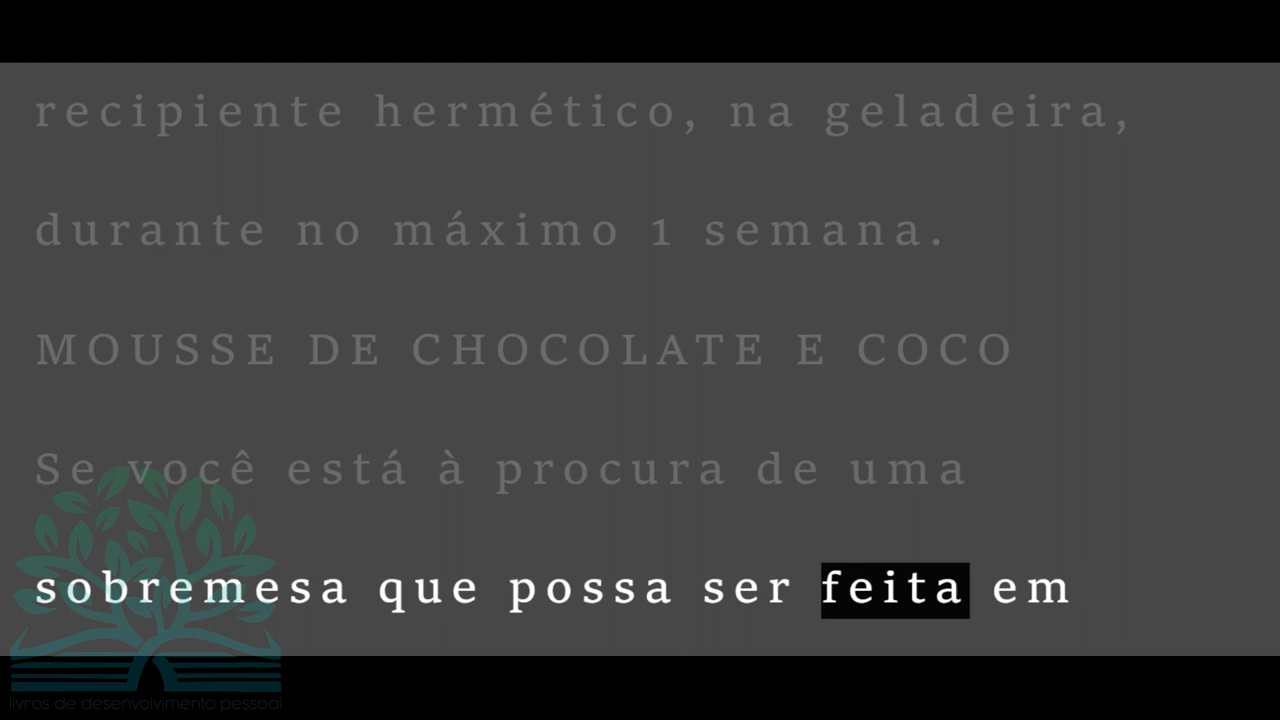 recipiente hermético, na geladeira,
durante no máximo 1 semana.
MOUSSE DE CHOCOLATE E COCO
Se você está à procura de uma
sobremesa que possa ser feita em
livros de desenvolvimento pessoal